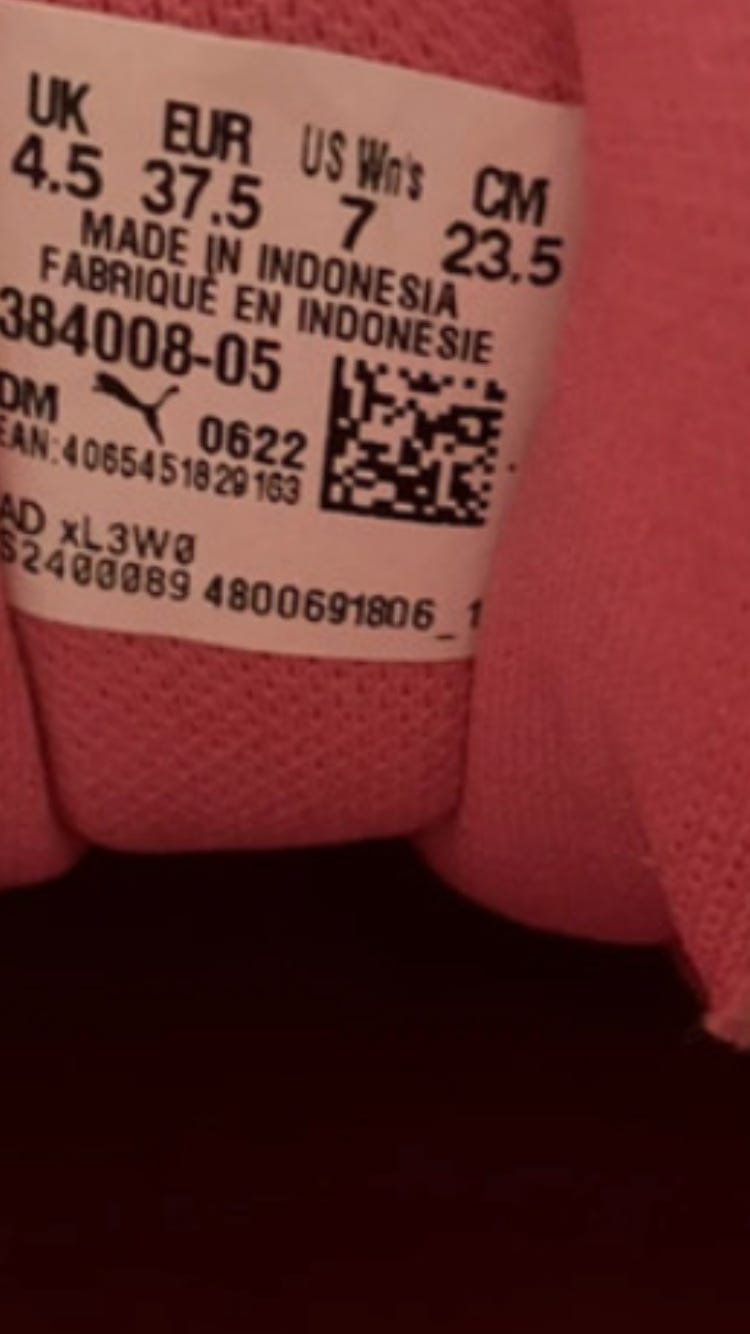 UK EUR US Wn's CM
4.5 37.5 7 23.5
MADE IN INDONESIA
FABRIQUÉ EN INDONÉSIE
384008-05
DM 0622
EAN:4065451829163
AD xL3W0
S2400089 4800691806_1